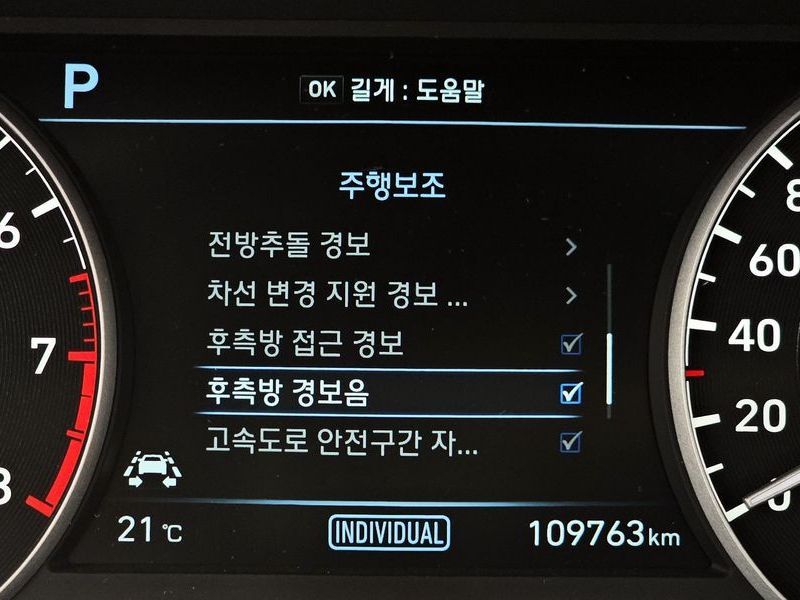 P
OK 길게 : 도움말
주행보조
전방추돌 경보
차선 변경 지원 경보 ...
후측방 접근 경보
후측방 경보음
고속도로 안전구간 자...
21 ℃
INDIVIDUAL
109763 km
6
7
8
8
60
40
20
0